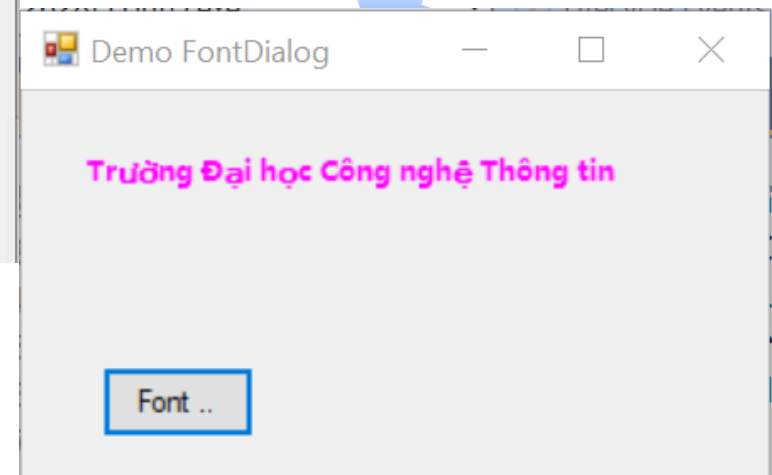 Demo FontDialog
Trường Đại học Công nghệ Thông tin
Font ..